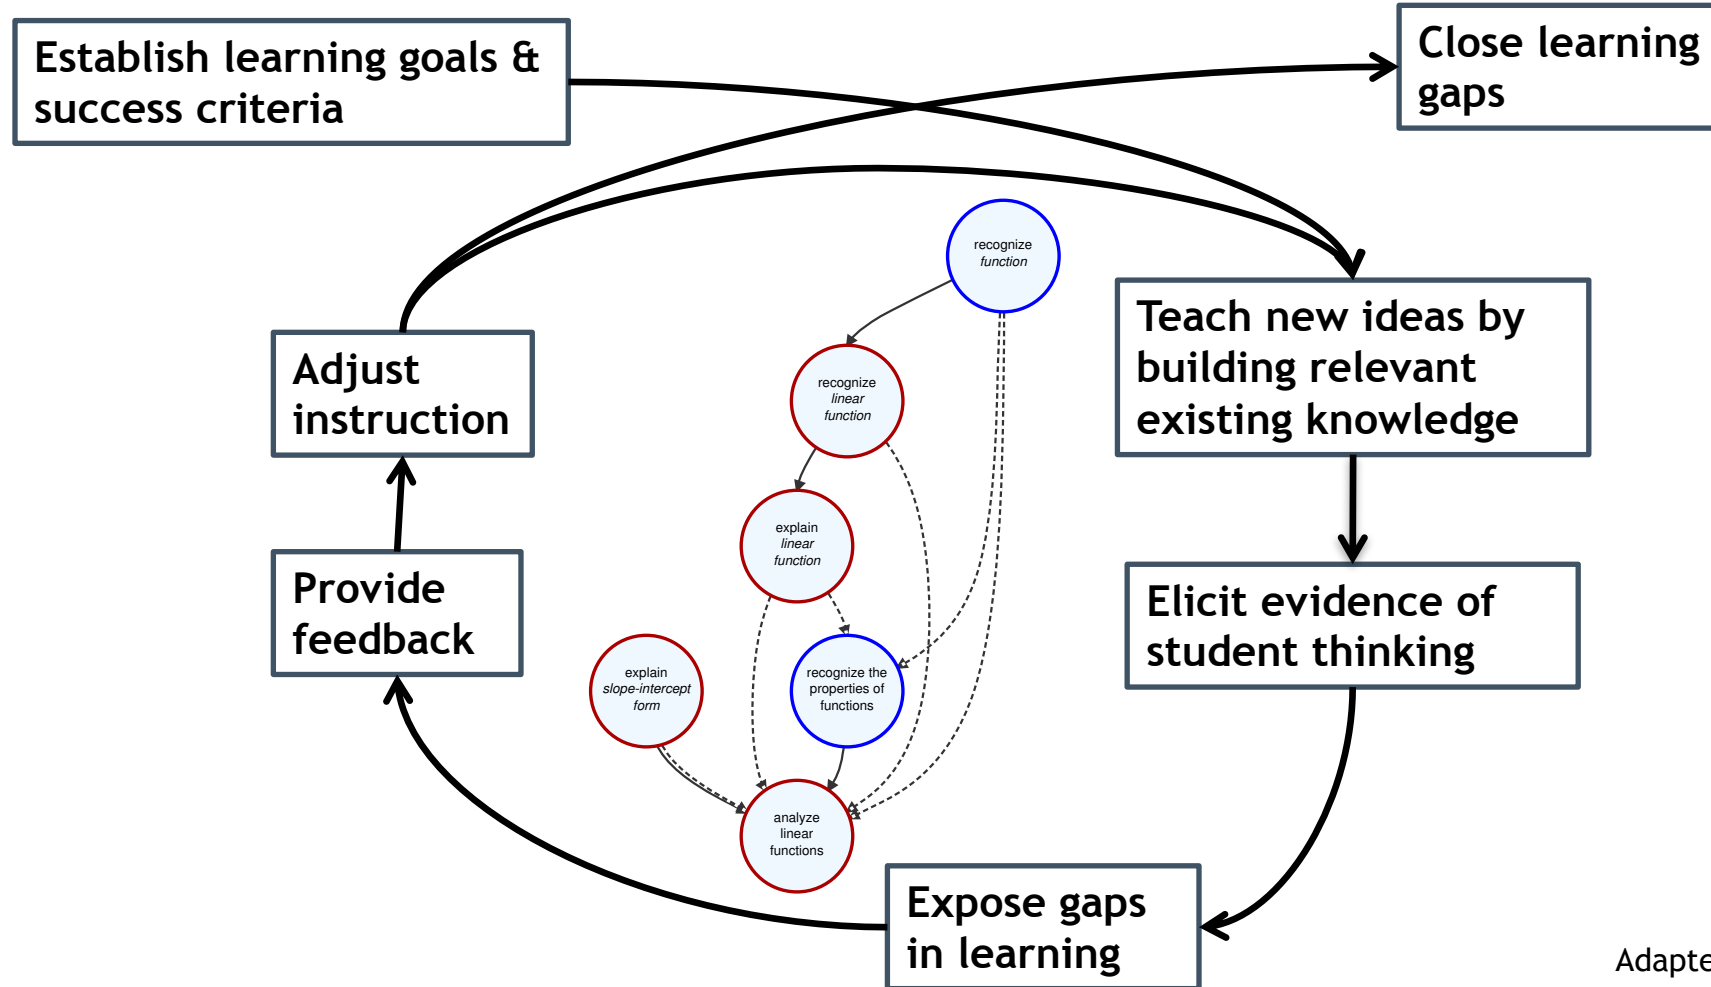 Establish learning goals &
success criteria
Close learning
gaps
recognize
function
Teach new ideas by
building relevant
existing knowledge
Adjust
instruction
recognize
linear
function
explain
linear
function
Provide
feedback
Elicit evidence of
student thinking
explain
slope-intercept
form
recognize the
properties of
functions
analyze
linear
functions
Expose gaps
in learning
Adapte